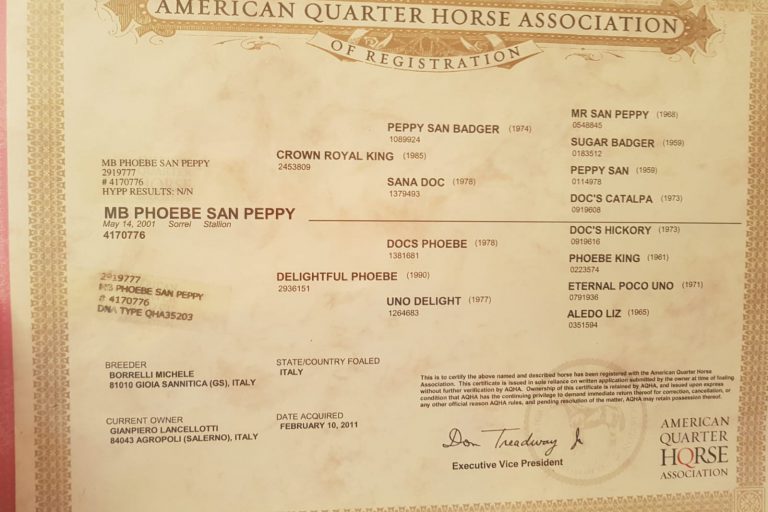 AMERICAN QUARTER HORSE ASSOCIATION
OF REGISTRATION
MR SAN PEPPY (1968)
0548845
PEPPY SAN BADGER (1974)
1089924
SUGAR BADGER (1959)
0183512
CROWN ROYAL KING (1985)
2453809
PEPPY SAN (1959)
0114978
SANA DOC (1978)
1379493
DOC'S CATALPA (1973)
0919608
MB PHOEBE SAN PEPPY
2919777
# 4170776
HYPP RESULTS: N/N
MB PHOEBE SAN PEPPY
May 14, 2001 Sorrel Stallion
4170776
DOC'S HICKORY (1973)
0919616
DOCS PHOEBE (1978)
1381681
PHOEBE KING (1961)
0223574
DELIGHTFUL PHOEBE (1990)
2936151
ETERNAL POCO UNO (1971)
0791936
UNO DELIGHT (1977)
1264683
ALEDO LIZ (1965)
0351594
2919777
MB PHOEBE SAN PEPPY
# 4170776
DNA TYPE QHA35203
BREEDER
BORRELLI MICHELE
81010 GIOIA SANNITICA (GS), ITALY
STATE/COUNTRY FOALED
ITALY
CURRENT OWNER
GIANPIERO LANCELLOTTI
84043 AGROPOLI (SALERNO), ITALY
DATE ACQUIRED
FEBRUARY 10, 2011
This is to certify the above named and described horse has been registered with the American Quarter Horse
Association. This certificate is issued in sole reliance on written application submitted by the owner at time of foaling
without further verification by AQHA. Ownership of this certificate is retained by AQHA, and issued upon express
condition that AQHA has the continuing privilege to demand immediate return thereof for correction, cancellation, or
any other official reason AQHA rules, and pending resolution of the matter, AQHA may retain possession thereof.
Don Treadway Jr
Executive Vice President
AMERICAN
QUARTER
HORSE
ASSOCIATION